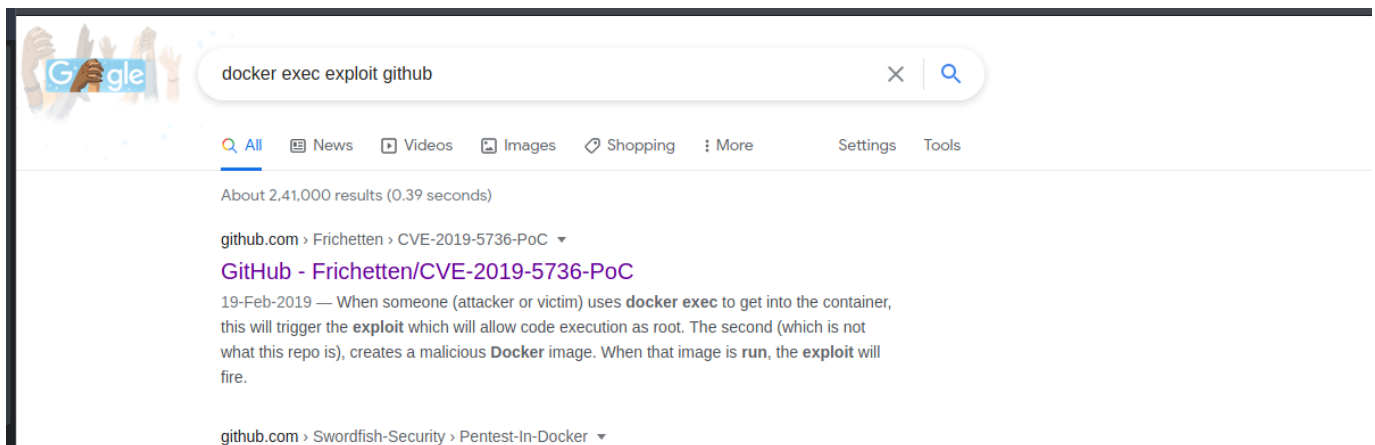 Google
docker exec exploit github
All News Videos Images Shopping More Settings Tools
About 2,41,000 results (0.39 seconds)
github.com › Frichetten › CVE-2019-5736-PoC
GitHub - Frichetten/CVE-2019-5736-PoC
19-Feb-2019 — When someone (attacker or victim) uses docker exec to get into the container,
this will trigger the exploit which will allow code execution as root. The second (which is not
what this repo is), creates a malicious Docker image. When that image is run, the exploit will
fire.
github.com › Swordfish-Security › Pentest-In-Docker